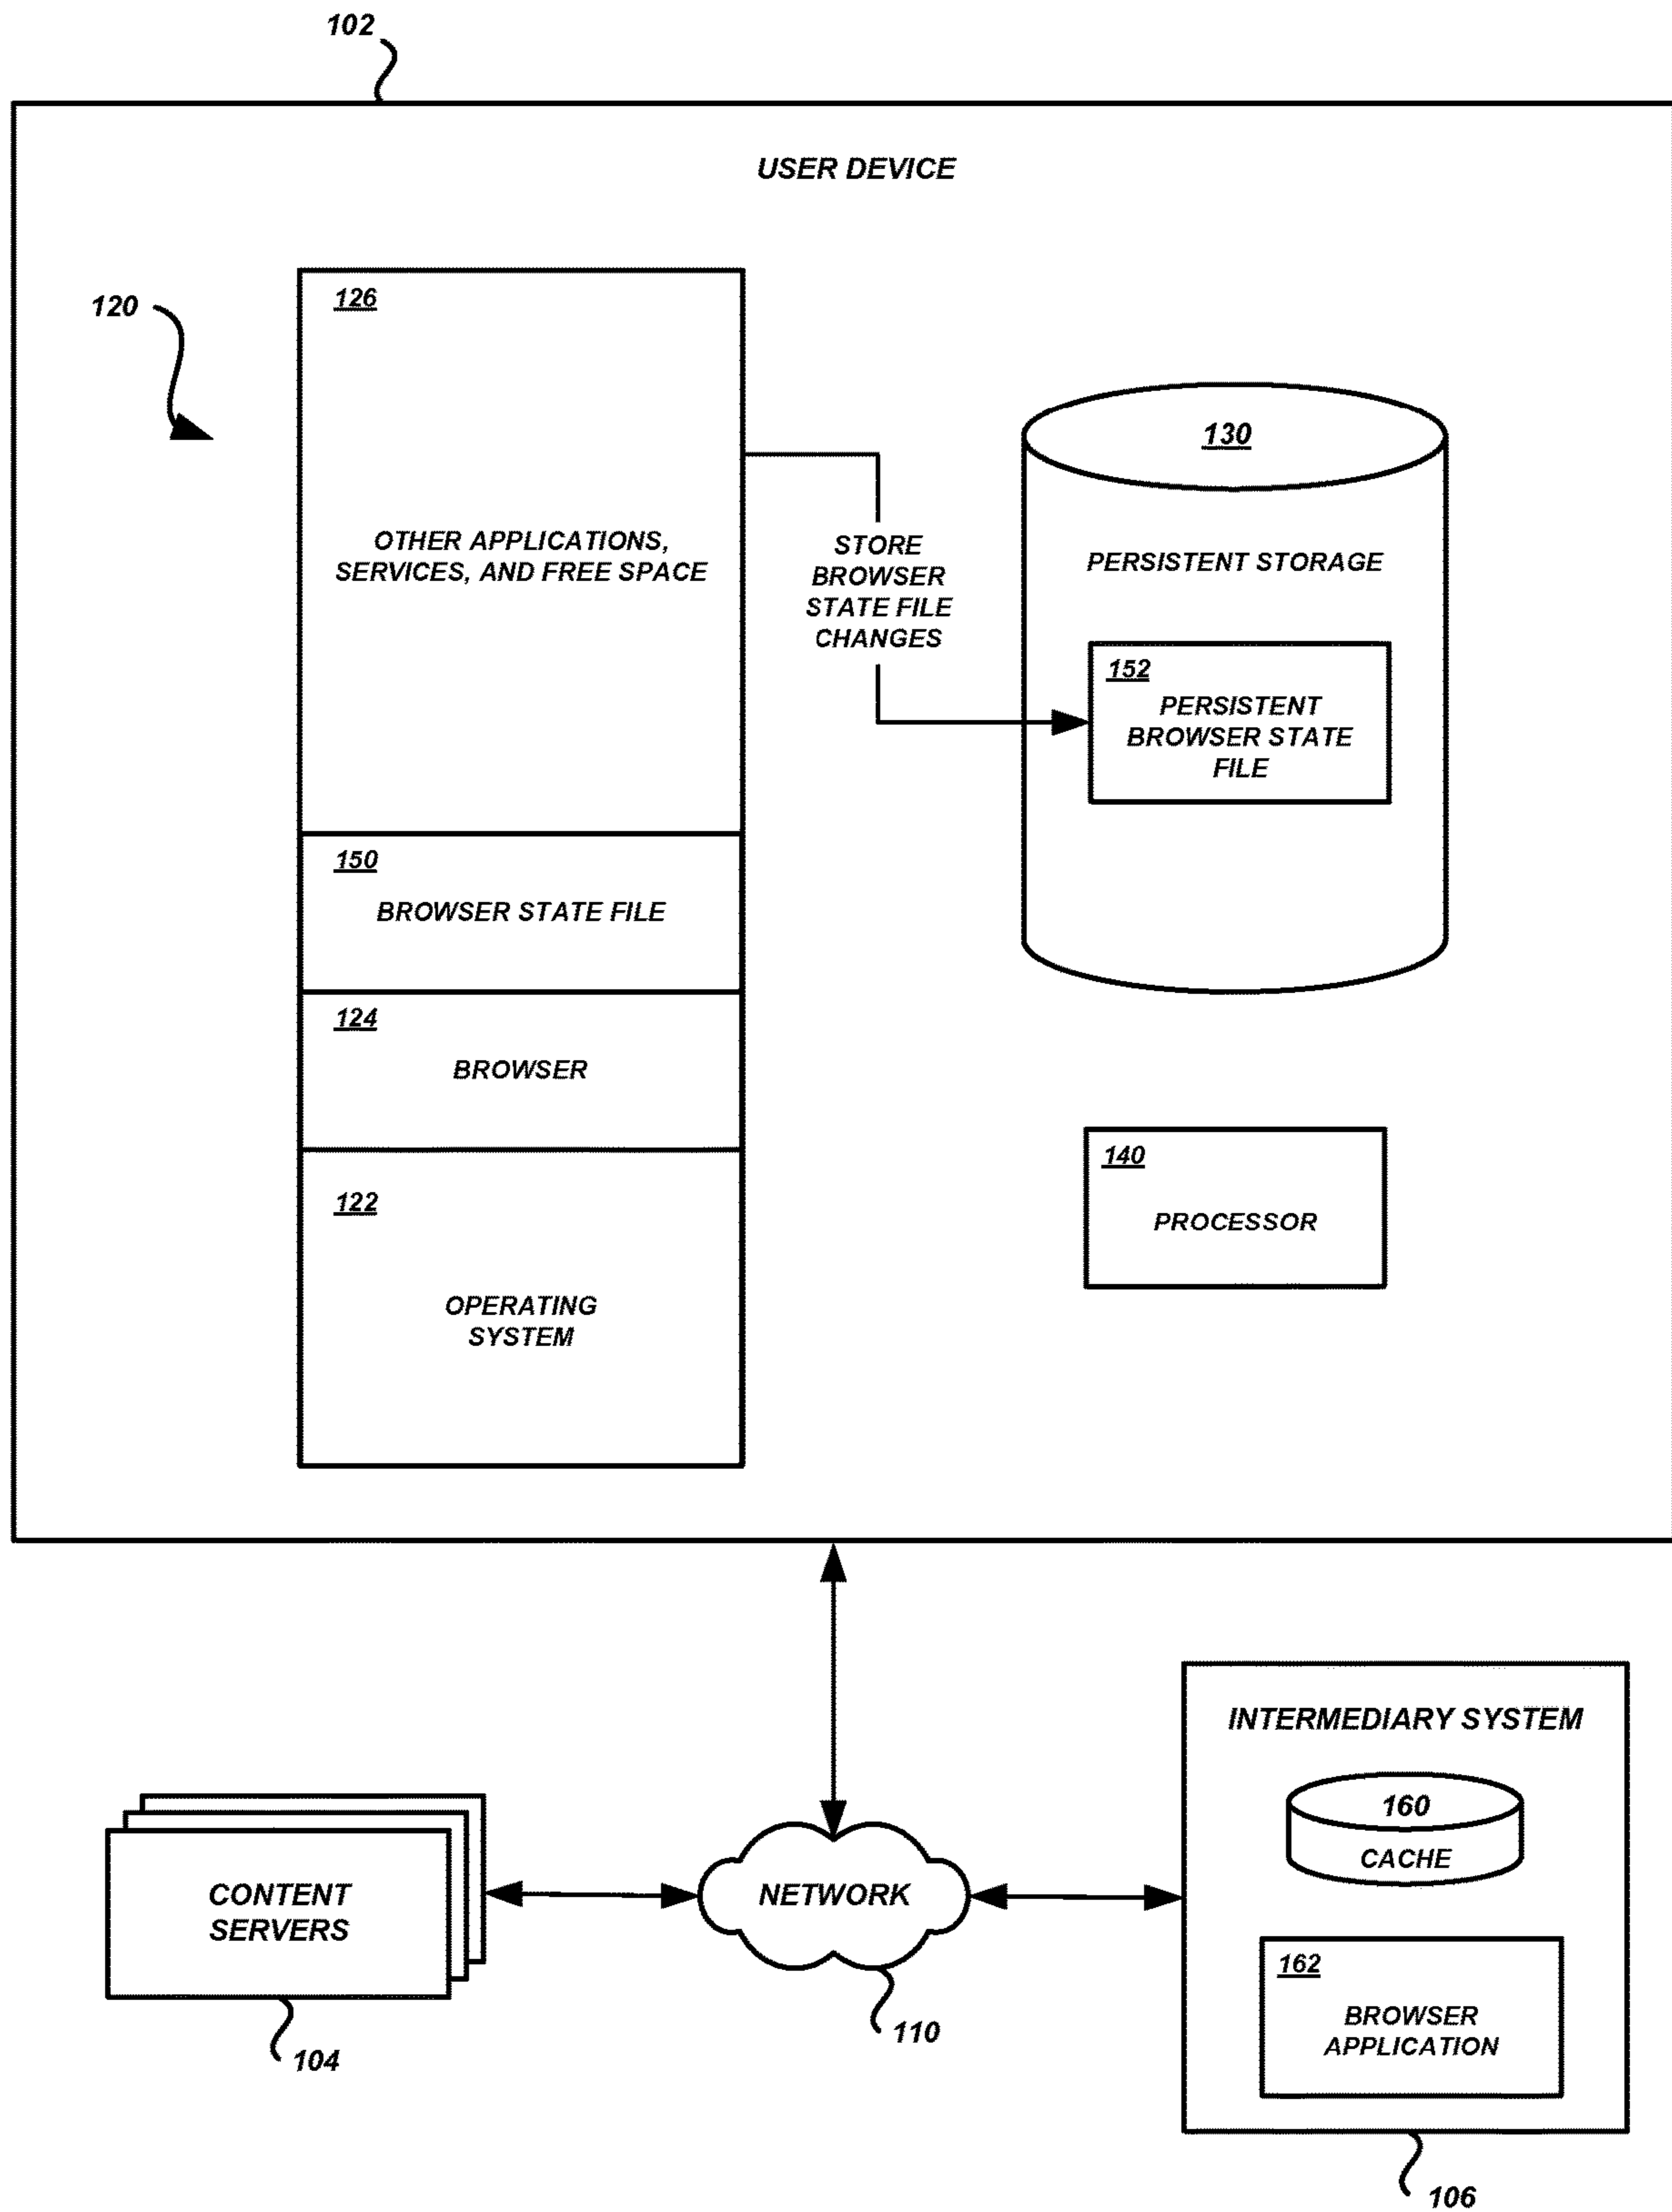 102
USER DEVICE
120
126
OTHER APPLICATIONS,
SERVICES, AND FREE SPACE
STORE
BROWSER
STATE FILE
CHANGES
130
PERSISTENT STORAGE
152
PERSISTENT
BROWSER STATE
FILE
150
BROWSER STATE FILE
124
BROWSER
140
PROCESSOR
122
OPERATING
SYSTEM
CONTENT
SERVERS
104
NETWORK
110
INTERMEDIARY SYSTEM
160
CACHE
162
BROWSER
APPLICATION
106